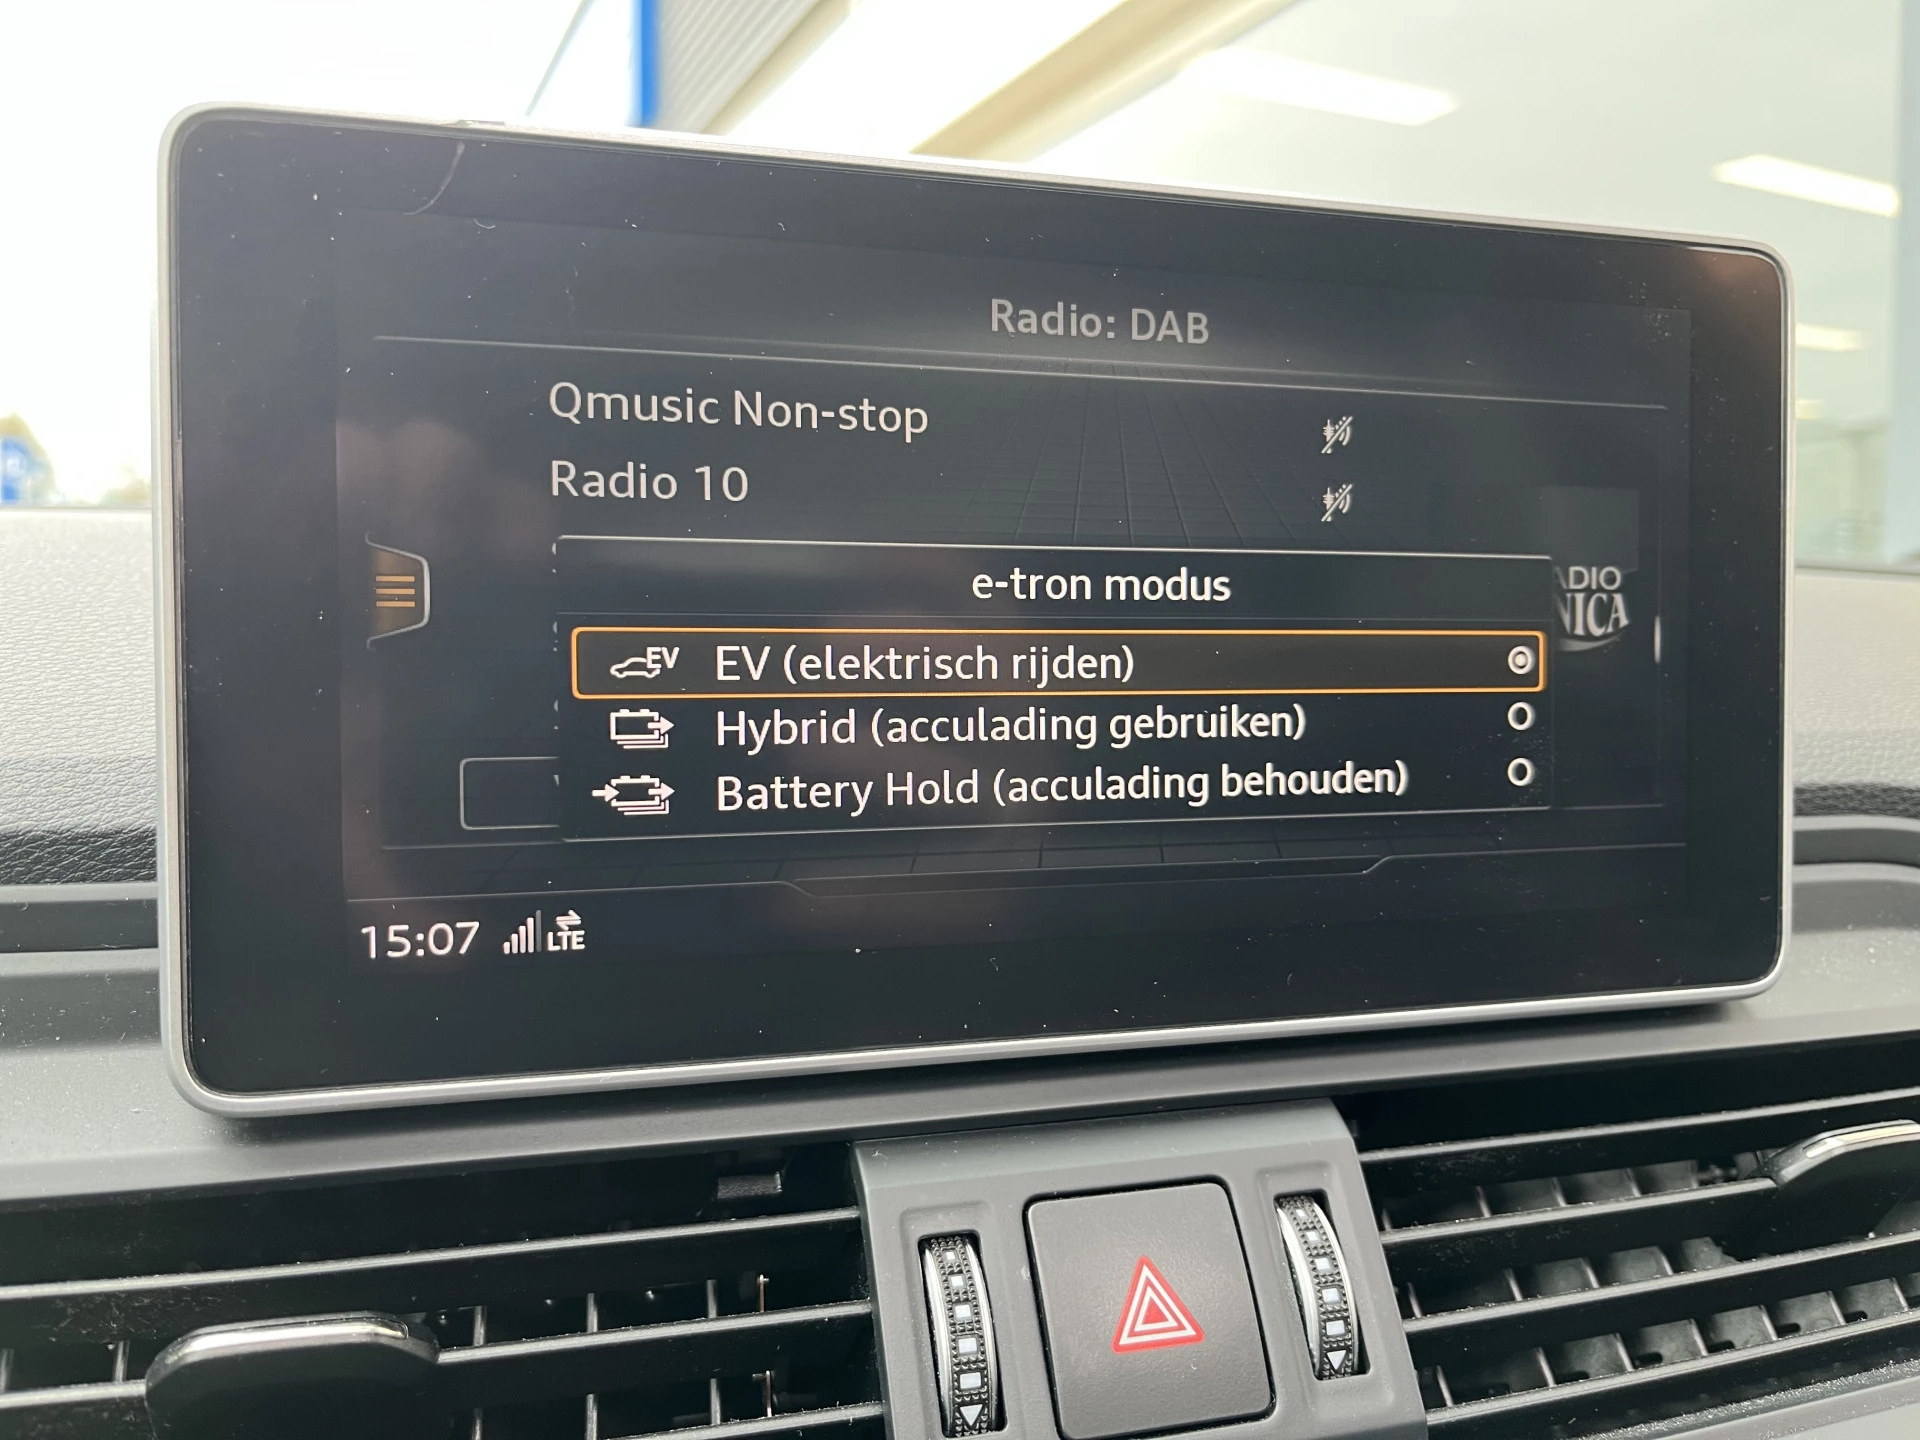 Radio: DAB
Qmusic Non-stop
Radio 10
e-tron modus
EV EV (elektrisch rijden)
Hybrid (acculading gebruiken)
Battery Hold (acculading behouden)
15:07 LTE